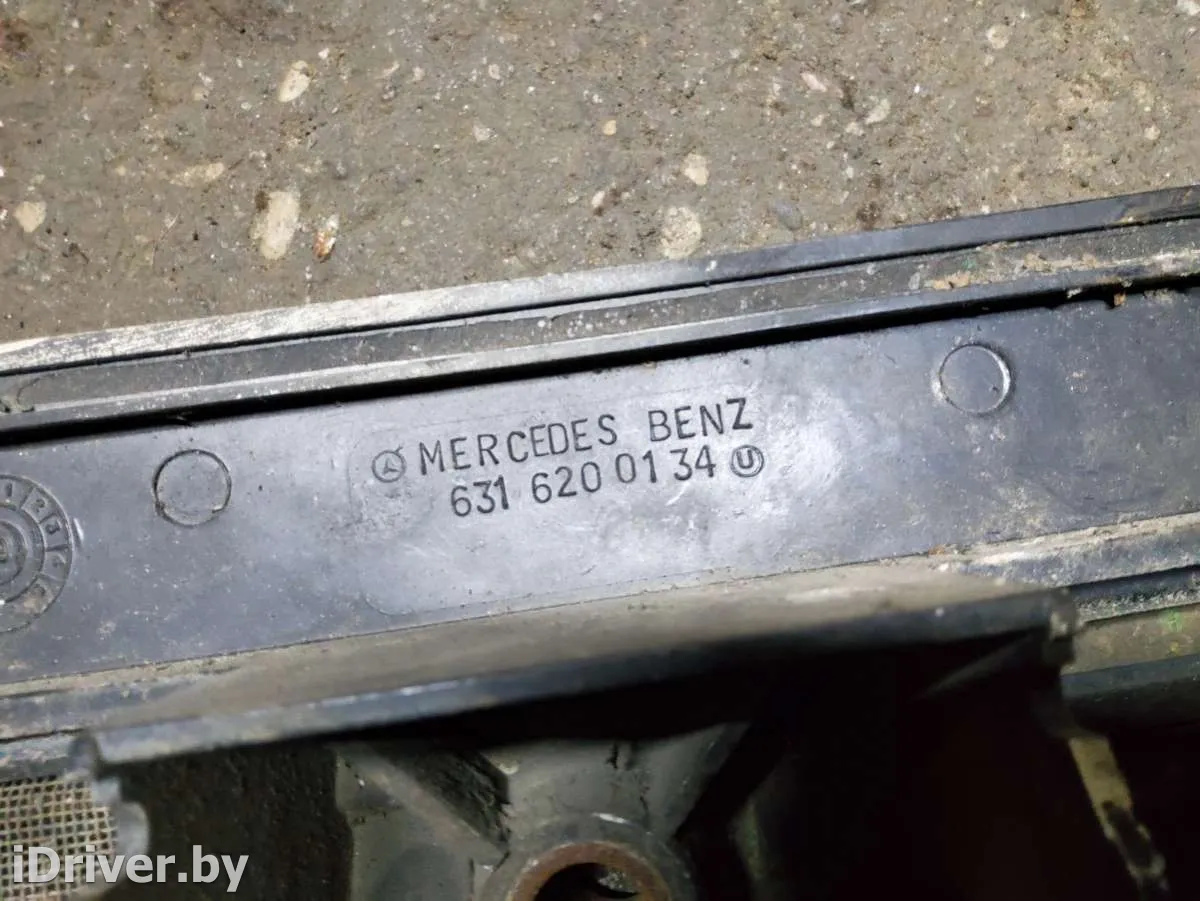 MERCEDES BENZ
631 620 01 34 U
iDriver.by